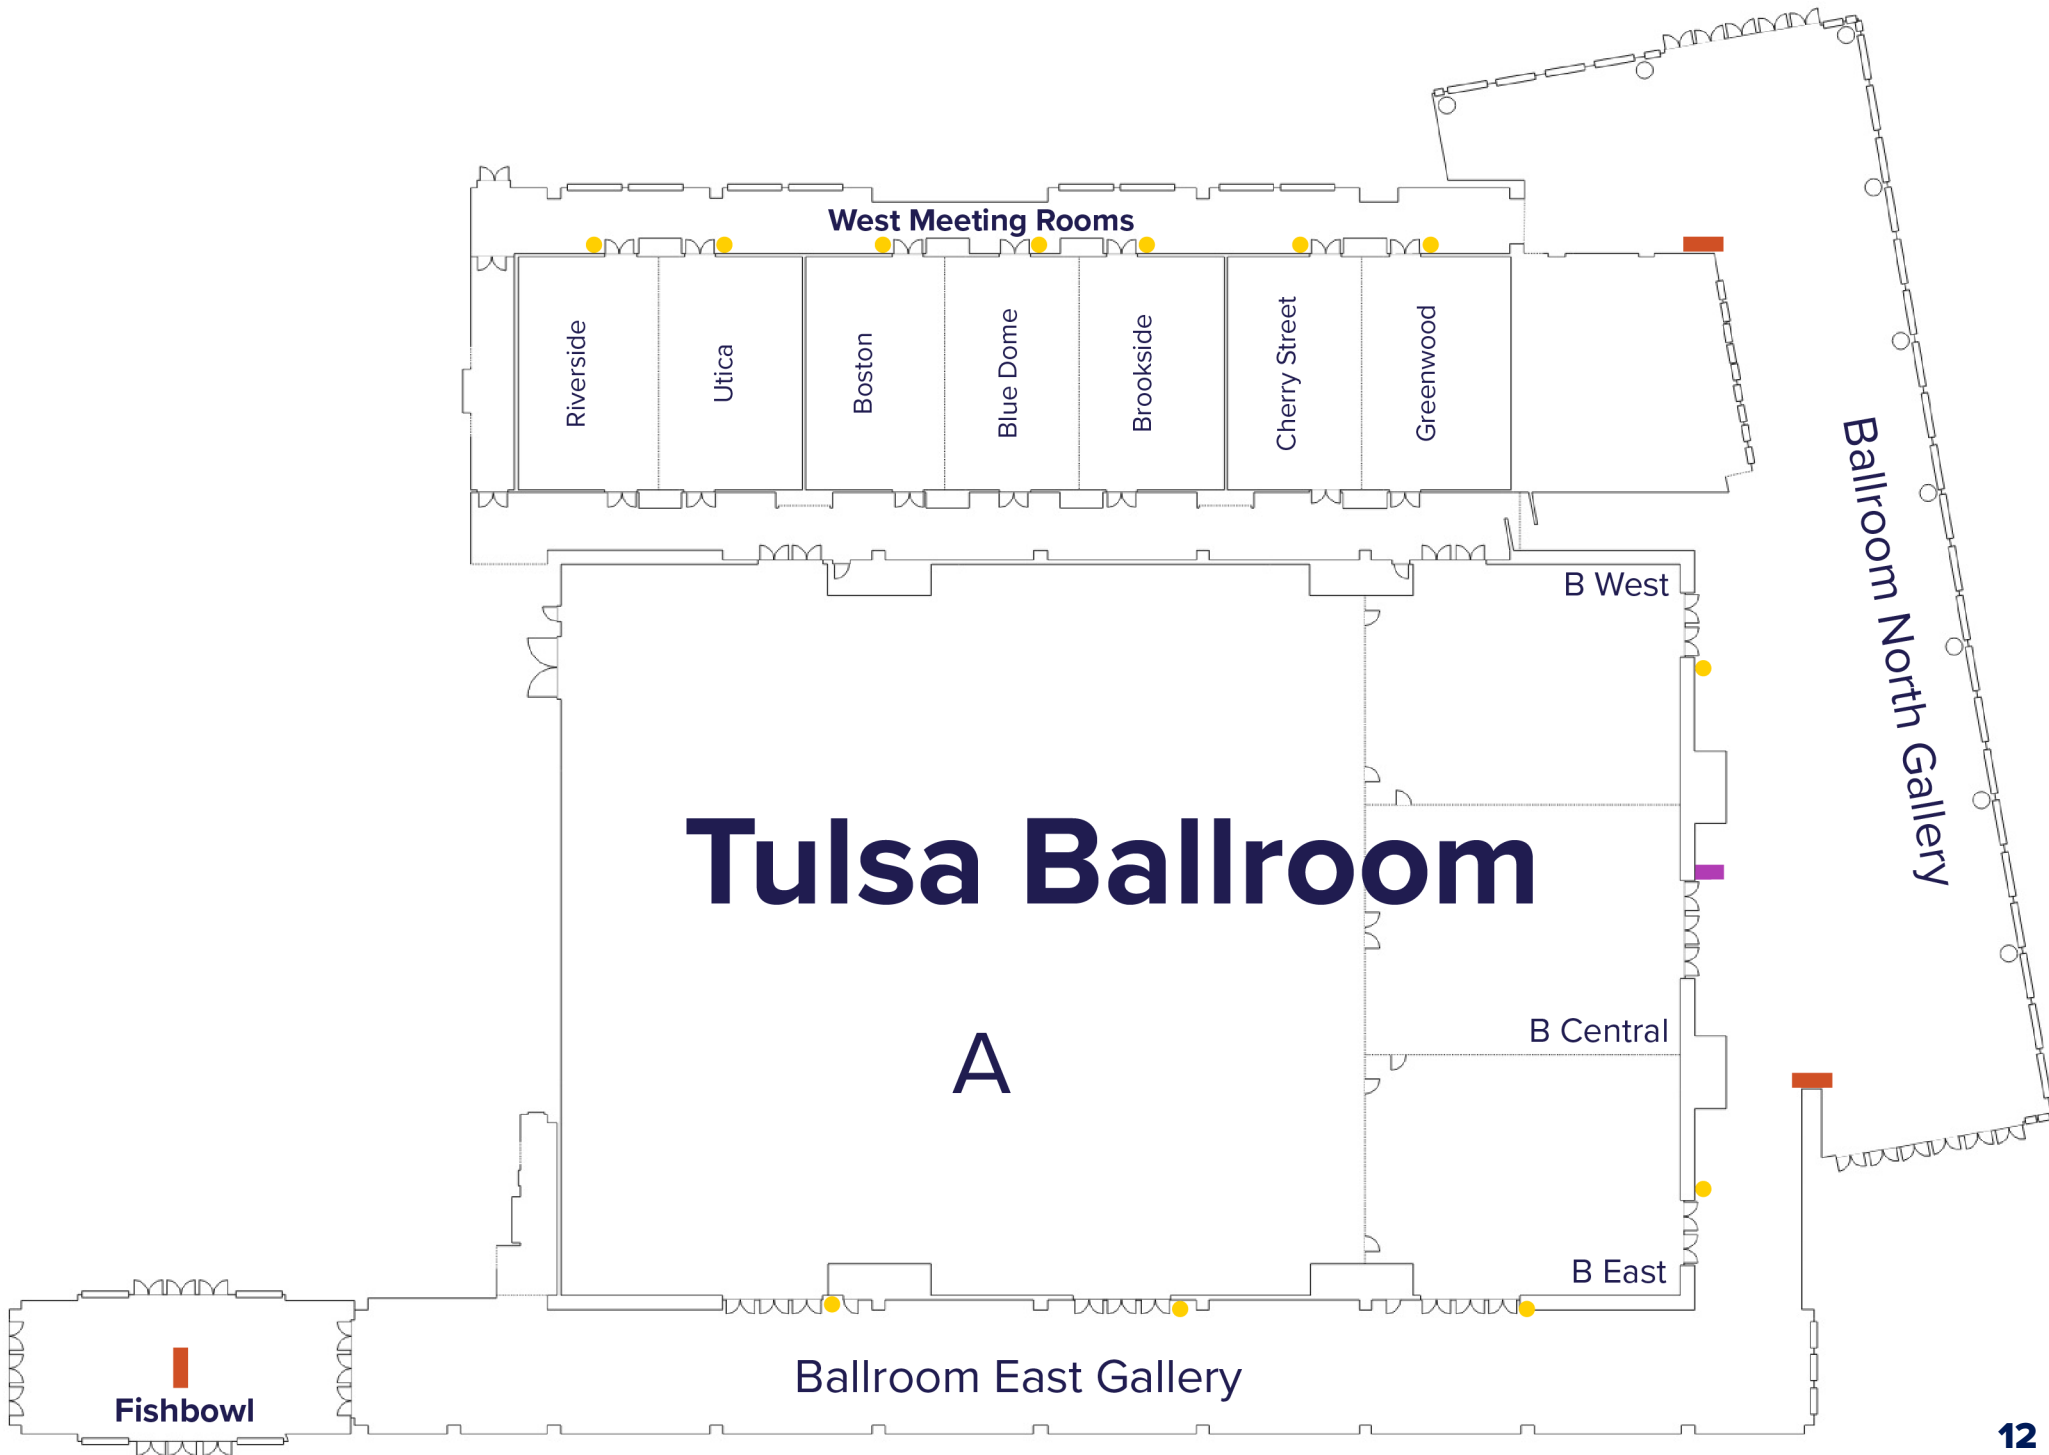 West Meeting Rooms
Riverside
Utica
Boston
Blue Dome
Brookside
Cherry Street
Greenwood
Ballroom North Gallery
B West
Tulsa Ballroom
B Central
A
B East
Ballroom East Gallery
Fishbowl
12